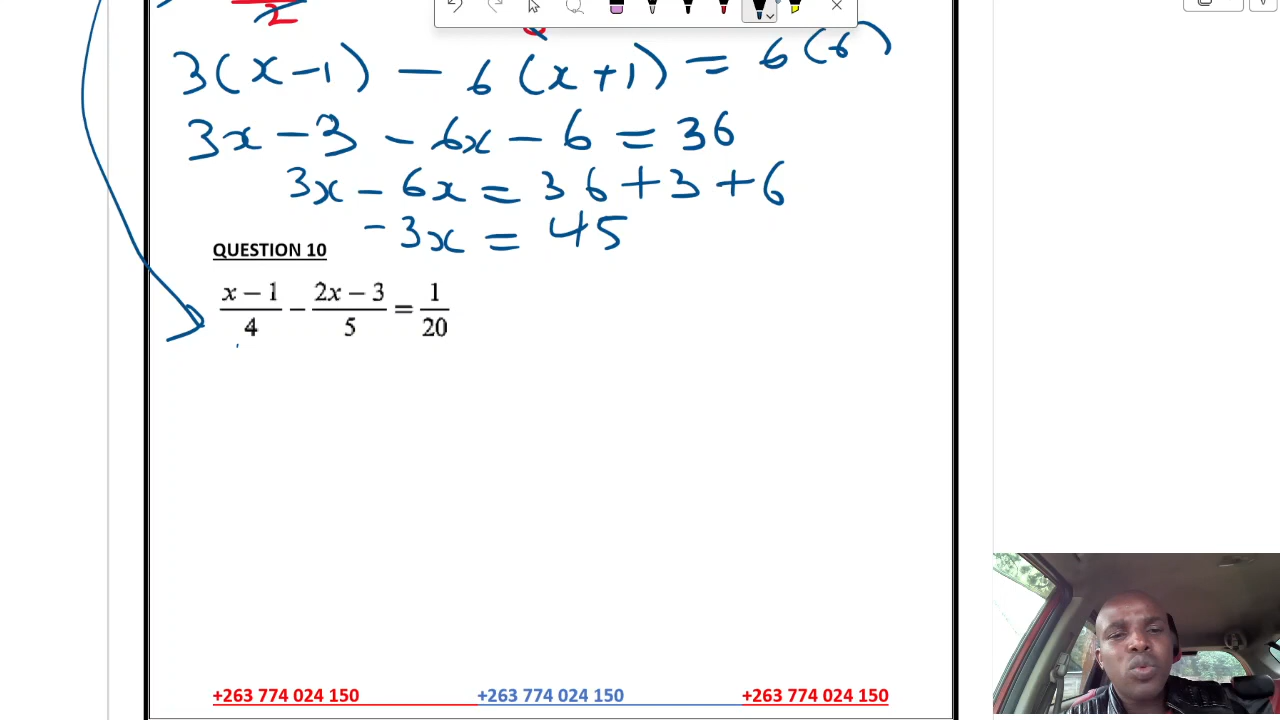 2
3(x-1) - 6(x+1) = 6(6)
3x - 3 - 6x - 6 = 36
3x - 6x = 36 + 3 + 6
-3x = 45
QUESTION 10
(x - 1)/4 - (2x - 3)/5 = 1/20
+263 774 024 150 +263 774 024 150 +263 774 024 150